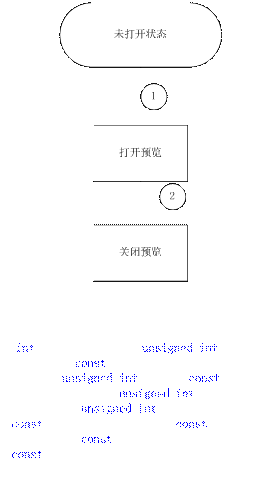 未打开状态
1
打开预览
2
关闭预览
int unsigned int
const
unsigned int const
unsigned int
unsigned int
const const
const
const